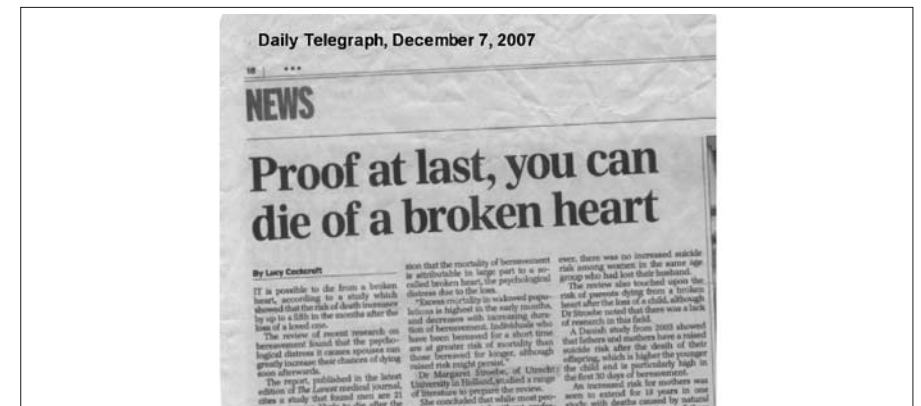 Daily Telegraph, December 7, 2007
18 | ***
NEWS
Proof at last, you can
die of a broken heart
By Lucy Cockcroft
IT is possible to die from a broken
heart, according to a study which
showed that the risk of death increases
by up to a fifth in the months after the
loss of a loved one.
The review of recent research on
bereavement found that the psycho-
logical distress it causes spouses can
greatly increase their chances of dying
soon afterwards.
The report, published in the latest
edition of The Lancet medical journal,
cites a study that found men are 21
likely to die after the
sion that the mortality of bereavement
is attributable in large part to a so-
called broken heart, the psychological
distress due to the loss.
"Excess mortality in widowed popu-
lations is highest in the early months,
and decreases with increasing dura-
tion of bereavement. Individuals who
have been bereaved for a short time
are at greater risk of mortality than
those bereaved for longer, although
raised risk might persist."
Dr Margaret Stroebe, of Utrecht
University in Holland, studied a range
of literature to prepare the review.
She concluded that while most peo-
ever, there was no increased suicide
risk among women in the same age
group who had lost their husband.
The review also touched upon the
risk of parents dying from a broken
heart after the loss of a child, although
Dr Stroebe noted that there was a lack
of research in this field.
A Danish study from 2003 showed
that fathers and mothers have a raised
suicide risk after the death of their
offspring, which is higher the younger
the child and is particularly high in
the first 30 days of bereavement.
An increased risk for mothers was
seen to extend for 18 years in one
study, with deaths caused by natural